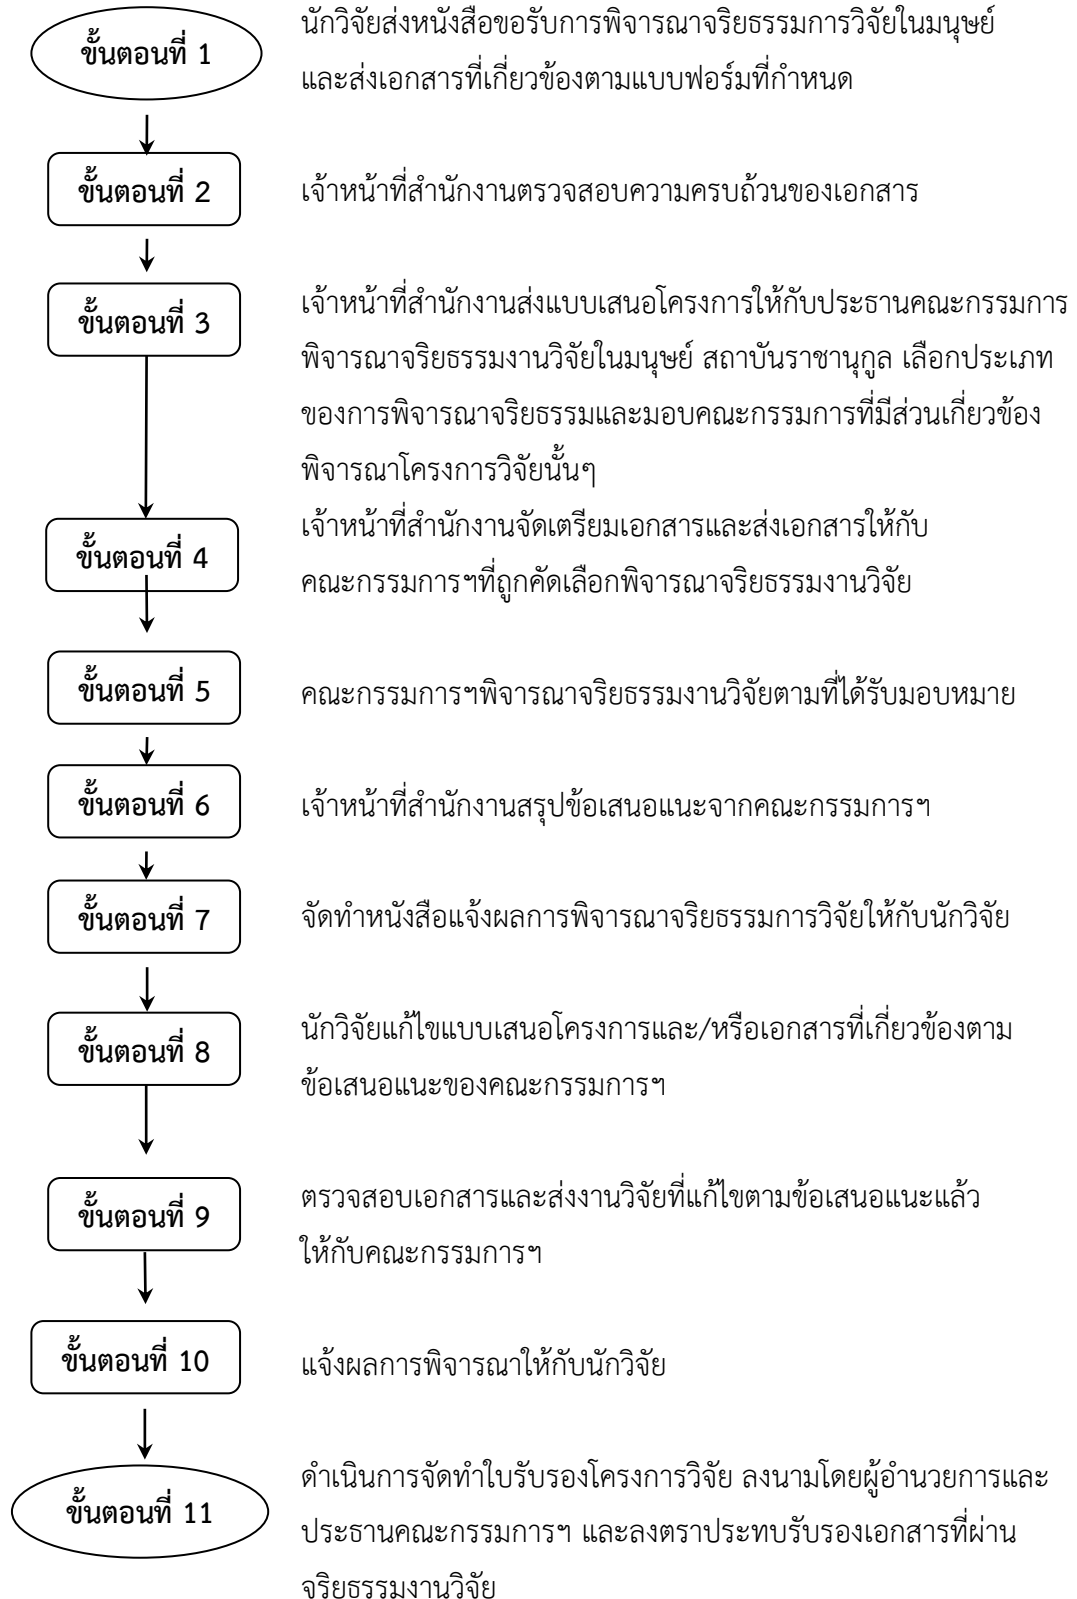 ขั้นตอนที่ 1
นักวิจัยส่งหนังสือขอรับการพิจารณาจริยธรรมการวิจัยในมนุษย์
และส่งเอกสารที่เกี่ยวข้องตามแบบฟอร์มที่กำหนด
ขั้นตอนที่ 2
เจ้าหน้าที่สำนักงานตรวจสอบความครบถ้วนของเอกสาร
ขั้นตอนที่ 3
เจ้าหน้าที่สำนักงานส่งแบบเสนอโครงการให้กับประธานคณะกรรมการ
พิจารณาจริยธรรมงานวิจัยในมนุษย์ สถาบันราชานุกูล เลือกประเภท
ของการพิจารณาจริยธรรมและมอบคณะกรรมการที่มีส่วนเกี่ยวข้อง
พิจารณาโครงการวิจัยนั้นๆ
ขั้นตอนที่ 4
เจ้าหน้าที่สำนักงานจัดเตรียมเอกสารและส่งเอกสารให้กับ
คณะกรรมการฯที่ถูกคัดเลือกพิจารณาจริยธรรมงานวิจัย
ขั้นตอนที่ 5
คณะกรรมการฯพิจารณาจริยธรรมงานวิจัยตามที่ได้รับมอบหมาย
ขั้นตอนที่ 6
เจ้าหน้าที่สำนักงานสรุปข้อเสนอแนะจากคณะกรรมการฯ
ขั้นตอนที่ 7
จัดทำหนังสือแจ้งผลการพิจารณาจริยธรรมการวิจัยให้กับนักวิจัย
ขั้นตอนที่ 8
นักวิจัยแก้ไขแบบเสนอโครงการและ/หรือเอกสารที่เกี่ยวข้องตาม
ข้อเสนอแนะของคณะกรรมการฯ
ขั้นตอนที่ 9
ตรวจสอบเอกสารและส่งงานวิจัยที่แก้ไขตามข้อเสนอแนะแล้ว
ให้กับคณะกรรมการฯ
ขั้นตอนที่ 10
แจ้งผลการพิจารณาให้กับนักวิจัย
ขั้นตอนที่ 11
ดำเนินการจัดทำใบรับรองโครงการวิจัย ลงนามโดยผู้อำนวยการและ
ประธานคณะกรรมการฯ และลงตราประทบรับรองเอกสารที่ผ่าน
จริยธรรมงานวิจัย